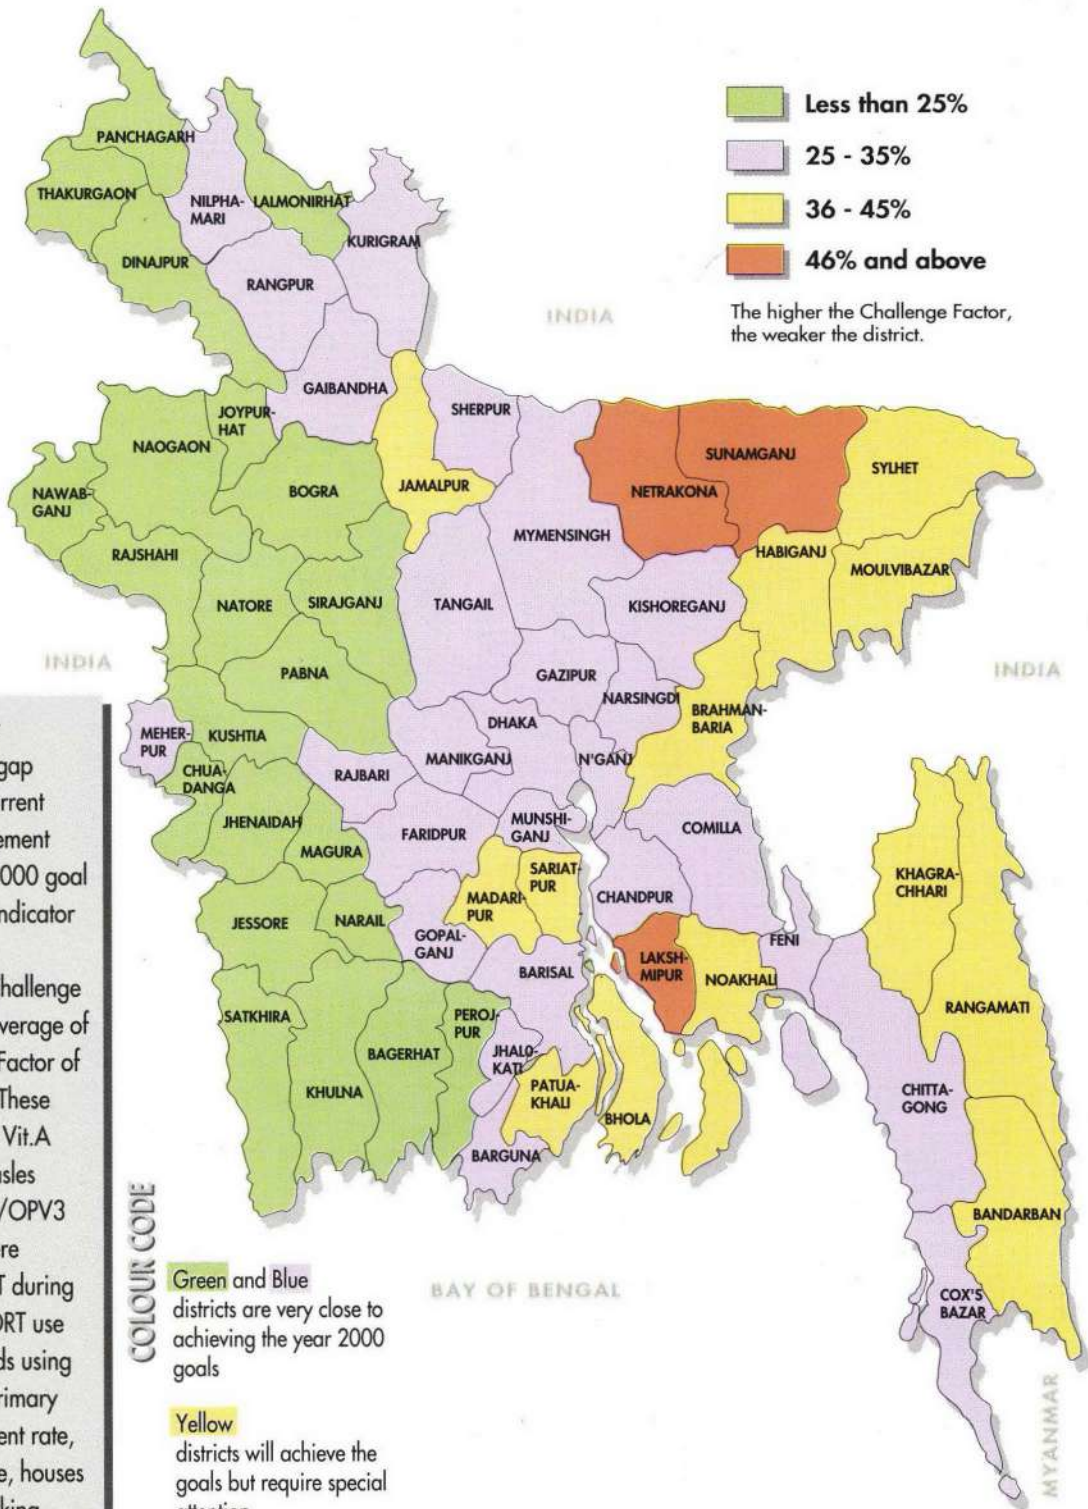 Less than 25%
25 - 35%
36 - 45%
46% and above
The higher the Challenge Factor,
the weaker the district.
PANCHAGARH
THAKURGAON
NILPHA-
MARI
LALMONIRHAT
KURIGRAM
DINAJPUR
RANGPUR
INDIA
GAIBANDHA
SHERPUR
JOYPUR-
HAT
NAOGAON
SUNAMGANJ
SYLHET
NAWAB-
GANJ
BOGRA
JAMALPUR
NETRAKONA
MYMENSINGH
RAJSHAHI
HABIGANJ
MOULVIBAZAR
NATORE
SIRAJGANJ
TANGAIL
KISHOREGANJ
INDIA
PABNA
GAZIPUR
INDIA
NARSINGDI
BRAHMAN-
BARIA
MEHER-
PUR
KUSHTIA
DHAKA
MANIKGANJ
N'GANJ
CHUA-
DANGA
RAJBARI
JHENAIDAH
FARIDPUR
MUNSHI-
GANJ
COMILLA
MAGURA
SARIAT-
PUR
KHAGRA-
CHHARI
MADARI-
PUR
CHANDPUR
JESSORE
NARAIL
GOPAL-
GANJ
FENI
BARISAL
LAKSH-
MIPUR
NOAKHALI
RANGAMATI
SATKHIRA
PEROJ-
PUR
BAGERHAT
JHALO-
KATI
KHULNA
PATUA-
KHALI
BHOLA
CHITTA-
GONG
BARGUNA
BANDARBAN
COX'S
BAZAR
BAY OF BENGAL
MYANMAR
gap
rrent
ement
000 goal
ndicator
hallenge
verage of
Factor of
These
Vit.A
sles
/OPV3
re
T during
ORT use
ds using
rimary
ent rate,
e, houses
king
COLOUR CODE
Green and Blue
districts are very close to
achieving the year 2000
goals
Yellow
districts will achieve the
goals but require special
attention